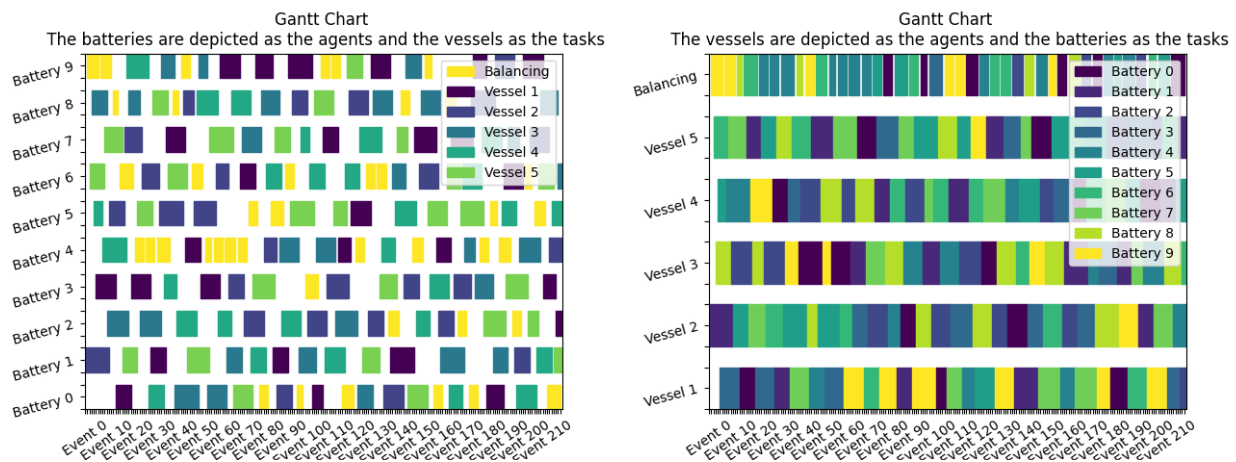 Gantt Chart
The batteries are depicted as the agents and the vessels as the tasks
Battery 9
Battery 8
Battery 7
Battery 6
Battery 5
Battery 4
Battery 3
Battery 2
Battery 1
Battery 0
Balancing
Vessel 1
Vessel 2
Vessel 3
Vessel 4
Vessel 5
Event 0
Event 10
Event 20
Event 30
Event 40
Event 50
Event 60
Event 70
Event 80
Event 90
Event 100
Event 110
Event 120
Event 130
Event 140
Event 150
Event 160
Event 170
Event 180
Event 190
Event 200
Event 210
Gantt Chart
The vessels are depicted as the agents and the batteries as the tasks
Balancing
Vessel 5
Vessel 4
Vessel 3
Vessel 2
Vessel 1
Battery 0
Battery 1
Battery 2
Battery 3
Battery 4
Battery 5
Battery 6
Battery 7
Battery 8
Battery 9
Event 0
Event 10
Event 20
Event 30
Event 40
Event 50
Event 60
Event 70
Event 80
Event 90
Event 100
Event 110
Event 120
Event 130
Event 140
Event 150
Event 160
Event 170
Event 180
Event 190
Event 200
Event 210